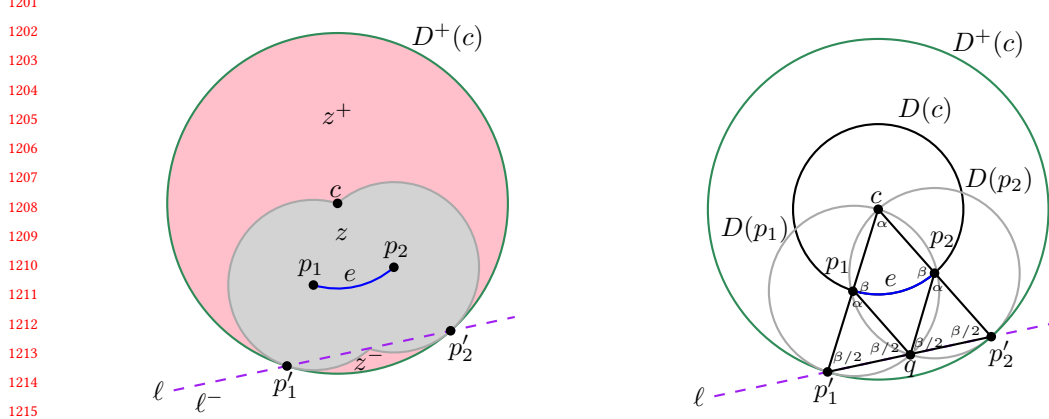 1201
1202
1203
1204
1205
1206
1207
1208
1209
1210
1211
1212
1213
1214
1215
D⁺(c)
z⁺
c
z
p₂
p₁
e
z⁻
p′₂
p′₁
ℓ
ℓ⁻
D⁺(c)
D(c)
D(p₂)
c
α
D(p₁)
p₂
p₁
β
e
β
α
α
β/2
β/2
β/2
β/2
q
p′₂
p′₁
ℓ